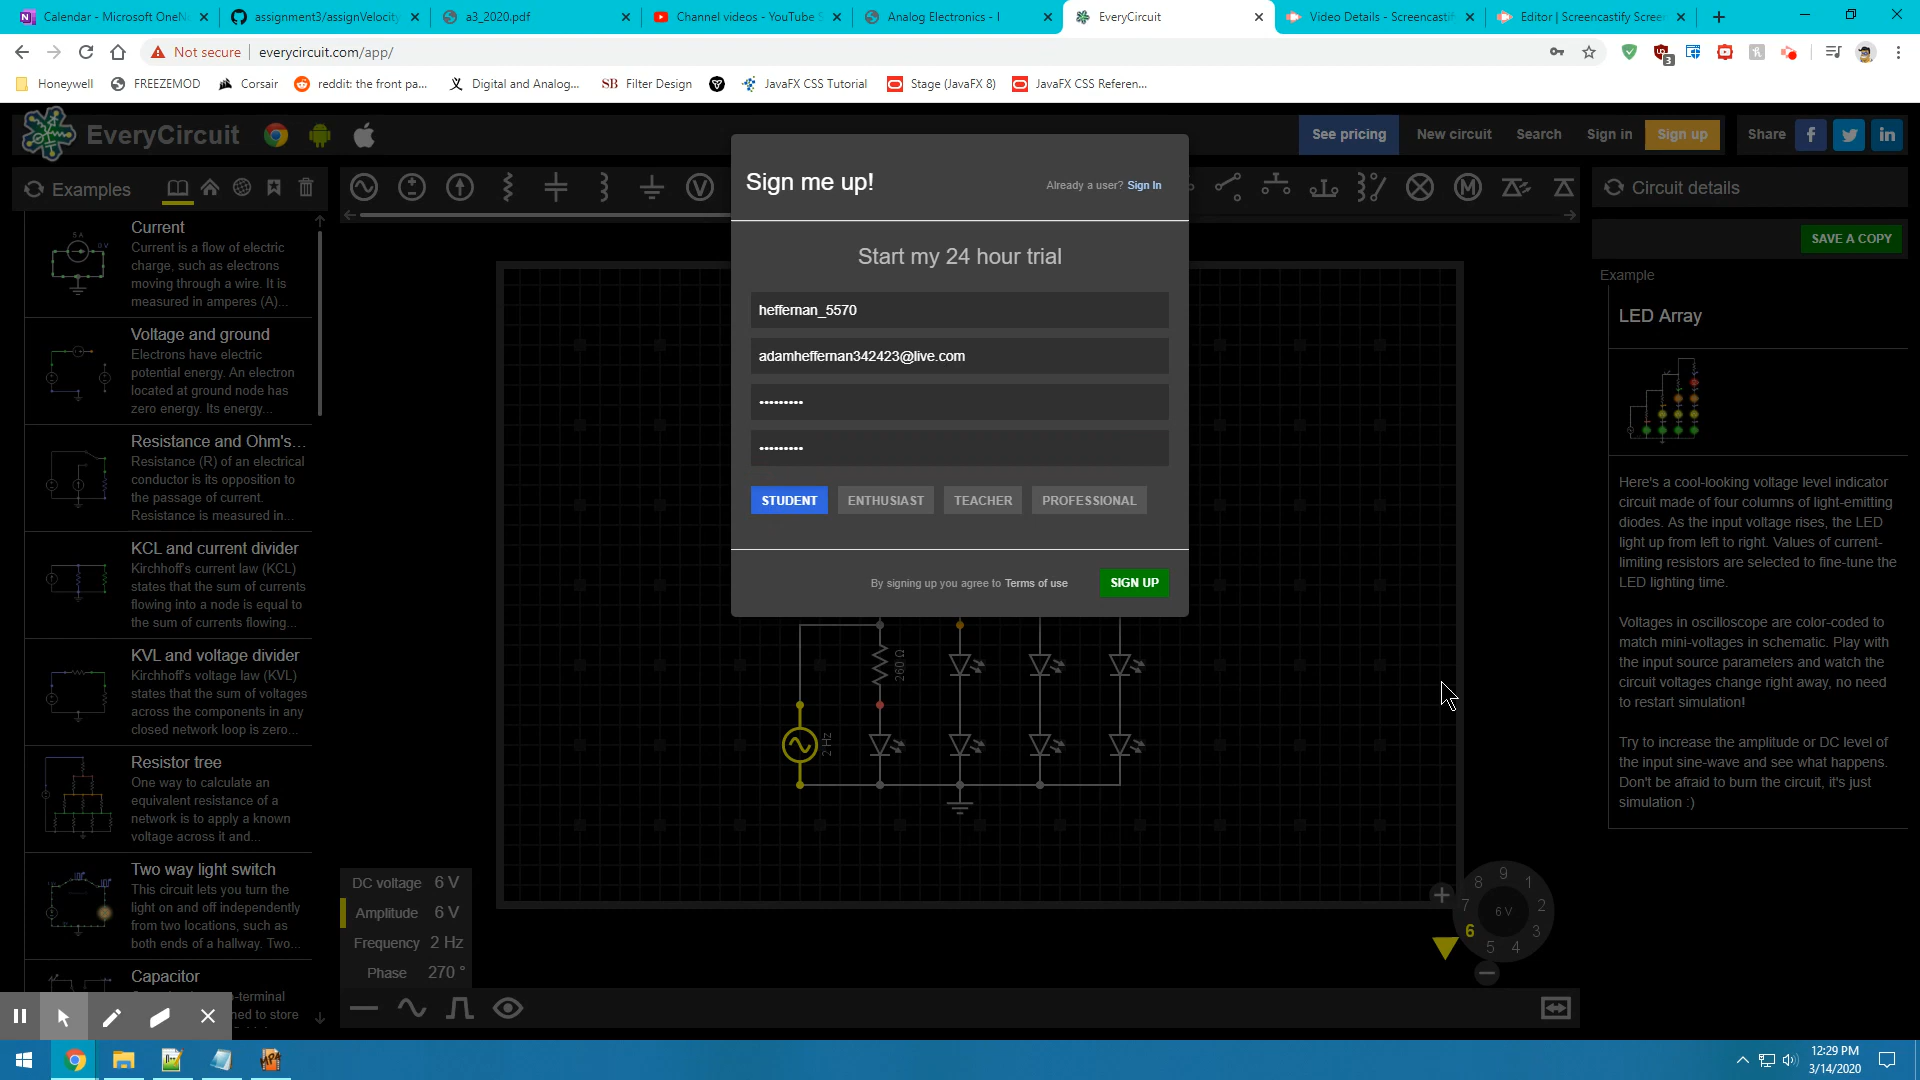 Calendar - Microsoft OneNo
assignment3/assignVelocity
a3_2020.pdf
Channel videos - YouTube S
Analog Electronics - I
EveryCircuit
Video Details - Screencastif
Editor | Screencastify Screen
Not secure
everycircuit.com/app/
3
Honeywell
FREEZEMOD
Corsair
reddit: the front pa...
Digital and Analog...
SB Filter Design
JavaFX CSS Tutorial
Stage (JavaFX 8)
JavaFX CSS Referen...
EveryCircuit
See pricing
New circuit
Search
Sign in
Sign up
Share
Examples
Current
Current is a flow of electric
charge, such as electrons
moving through a wire. It is
measured in amperes (A)...
Voltage and ground
Electrons have electric
potential energy. An electron
located at ground node has
zero energy. Its energy...
Resistance and Ohm's...
Resistance (R) of an electrical
conductor is its opposition to
the passage of current.
Resistance is measured in...
KCL and current divider
Kirchhoff's current law (KCL)
states that the sum of currents
flowing into a node is equal to
the sum of currents flowing...
KVL and voltage divider
Kirchhoff's voltage law (KVL)
states that the sum of voltages
across the components in any
closed network loop is zero...
Resistor tree
One way to calculate an
equivalent resistance of a
network is to apply a known
voltage across it and...
Two way light switch
This circuit lets you turn the
light on and off independently
from two locations, such as
both ends of a hallway. Two...
Capacitor
-terminal
ned to store
Sign me up!
Already a user? Sign In
Start my 24 hour trial
heffernan_5570
adamheffernan342423@live.com
•••••••••
•••••••••
STUDENT
ENTHUSIAST
TEACHER
PROFESSIONAL
By signing up you agree to Terms of use
SIGN UP
260 Ω
2 Hz
DC voltage 6 V
Amplitude 6 V
Frequency 2 Hz
Phase 270 °
9
8 1
7 6 V 2
6 3
5 4
Circuit details
SAVE A COPY
Example
LED Array
Here's a cool-looking voltage level indicator
circuit made of four columns of light-emitting
diodes. As the input voltage rises, the LED
light up from left to right. Values of current-
limiting resistors are selected to fine-tune the
LED lighting time.
Voltages in oscilloscope are color-coded to
match mini-voltages in schematic. Play with
the input source parameters and watch the
circuit voltages change right away, no need
to restart simulation!
Try to increase the amplitude or DC level of
the input sine-wave and see what happens.
Don't be afraid to burn the circuit, it's just
simulation :)
12:29 PM
3/14/2020